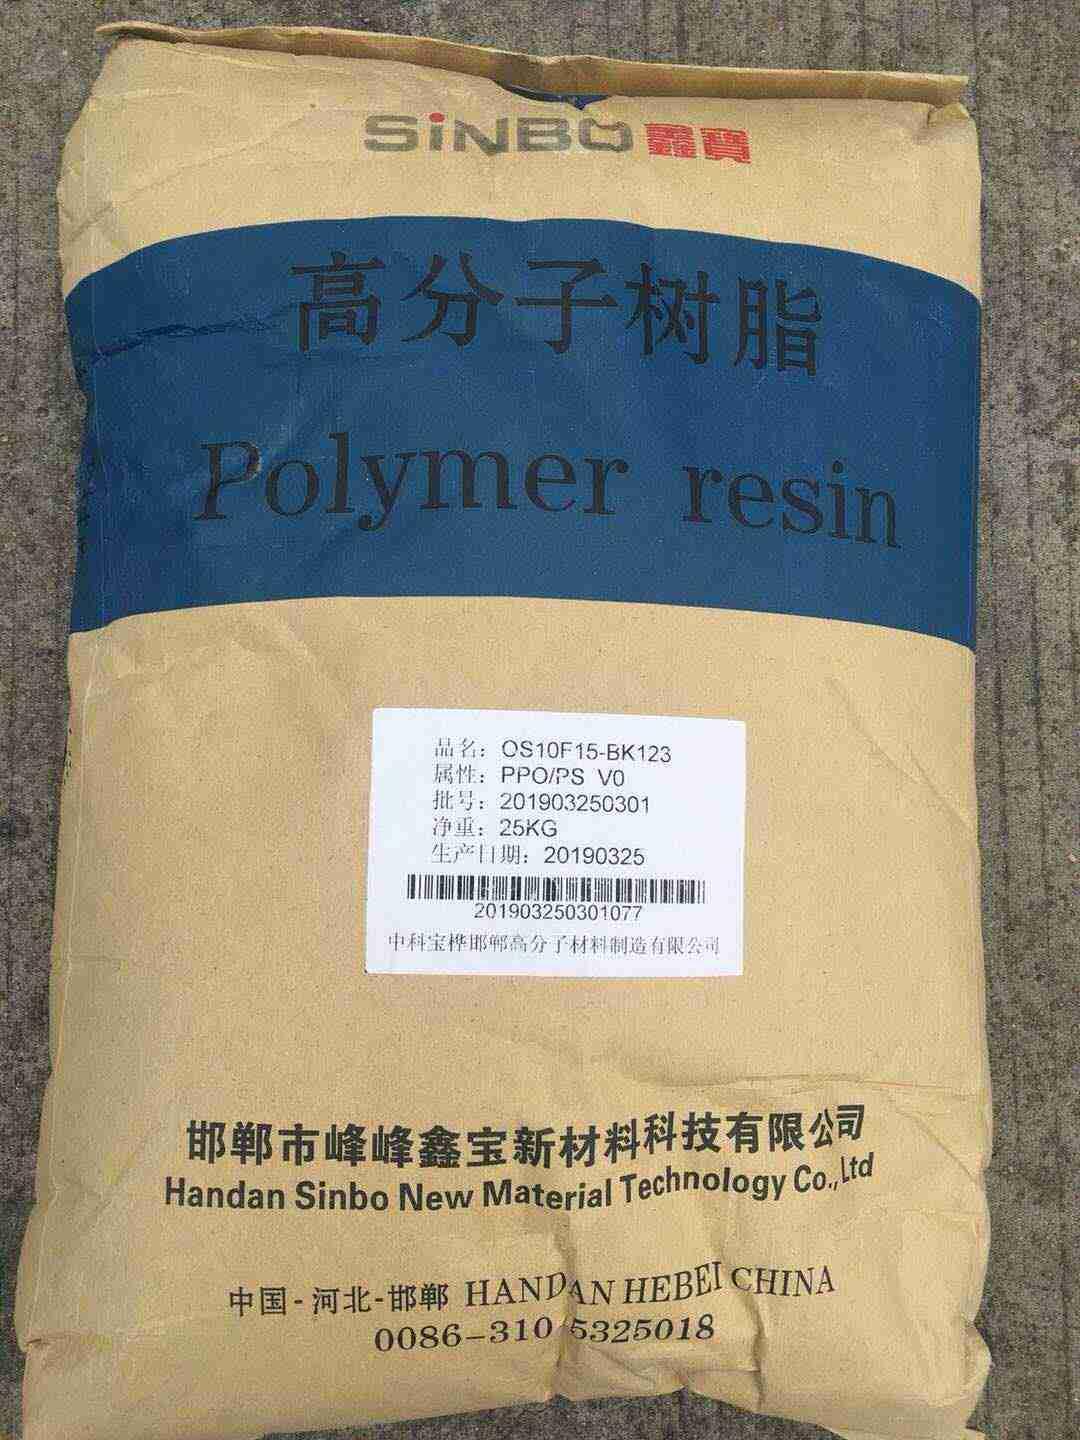 SiNBO 鑫寶
高分子树脂
Polymer resin
品名：OS10F15-BK123
属性：PPO/PS V0
批号：201903250301
净重：25KG
生产日期：20190325
201903250301077
中科宝桦邯郸高分子材料制造有限公司
邯郸市峰峰鑫宝新材料科技有限公司
Handan Sinbo New Material Technology Co.,Ltd
中国-河北-邯郸 HANDAN HEBEI CHINA
0086-310 5325018